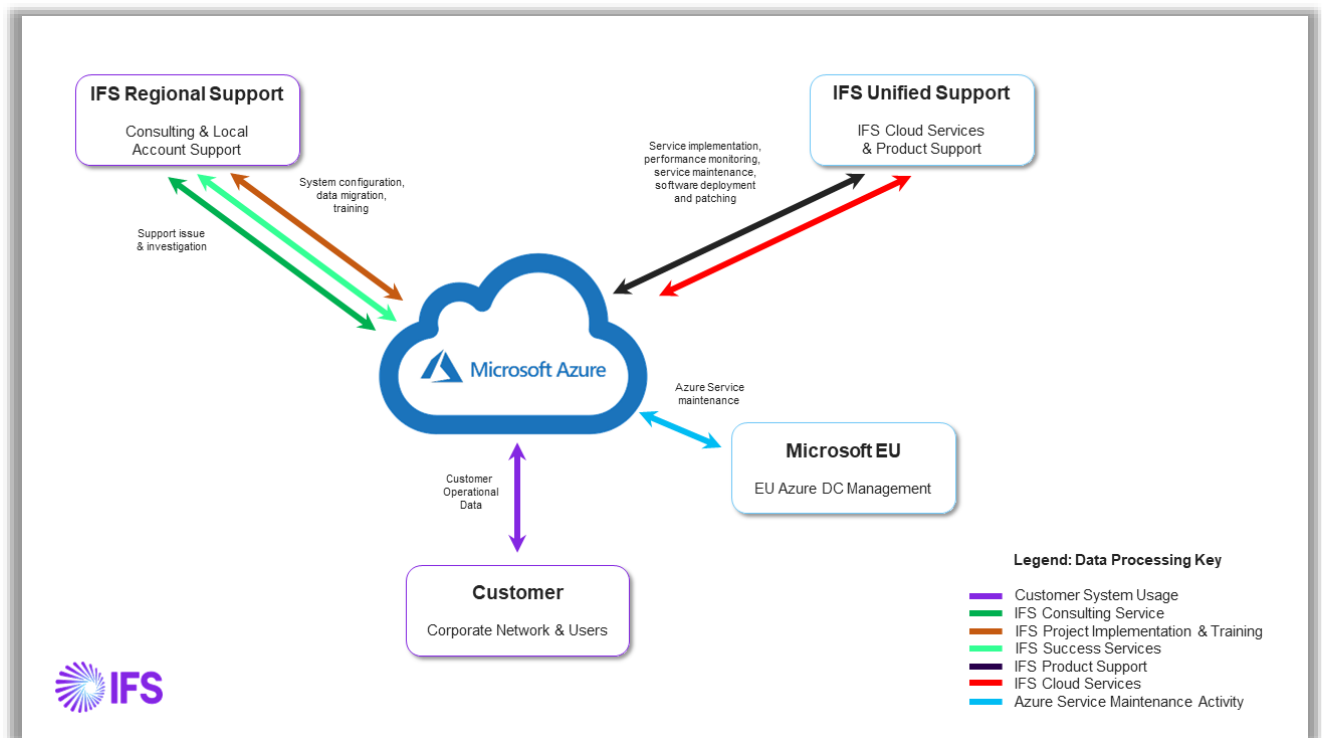 IFS Regional Support
Consulting & Local
Account Support
IFS Unified Support
IFS Cloud Services
& Product Support
Service implementation,
performance monitoring,
service maintenance,
software deployment
and patching
System configuration,
data migration,
training
Support issue
& investigation
Microsoft Azure
Azure Service
maintenance
Microsoft EU
EU Azure DC Management
Customer
Operational
Data
Customer
Corporate Network & Users
Legend: Data Processing Key
Customer System Usage
IFS Consulting Service
IFS Project Implementation & Training
IFS Success Services
IFS Product Support
IFS Cloud Services
Azure Service Maintenance Activity
IFS